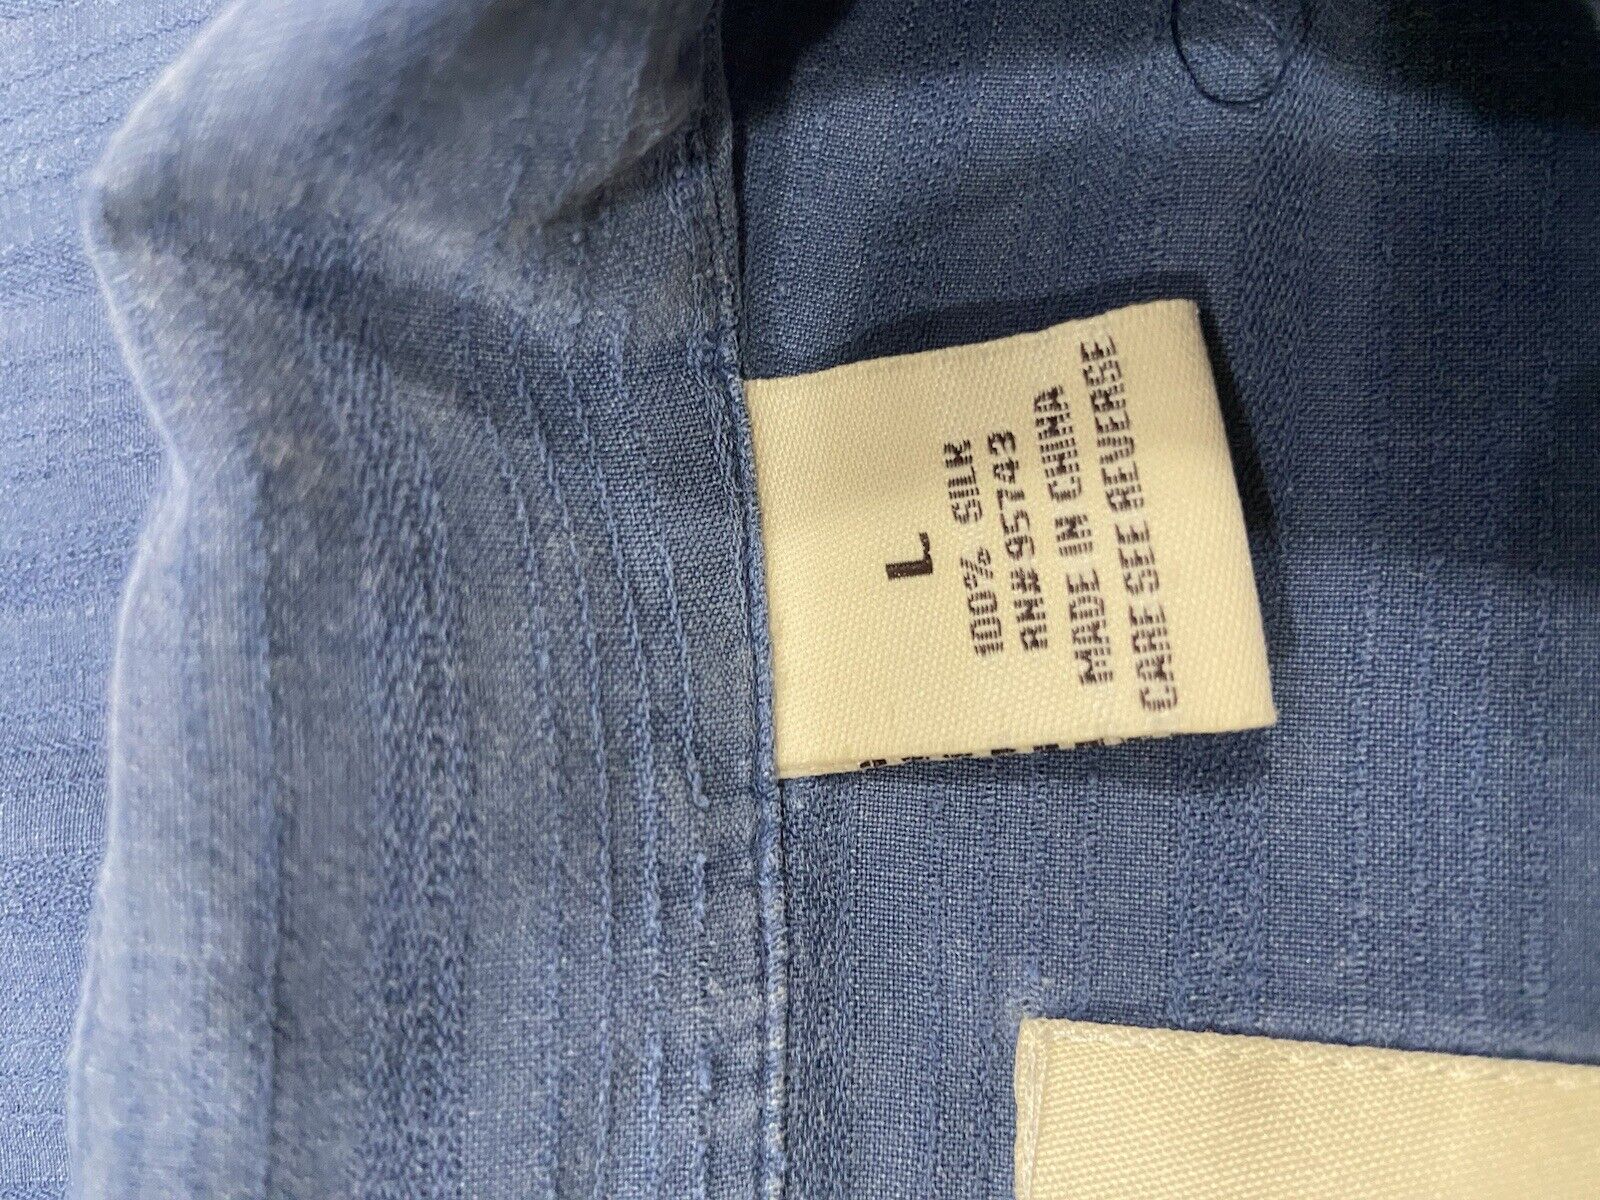 L
100% SILK
RN#95743
MADE IN CHINA
CARE SEE REVERSE